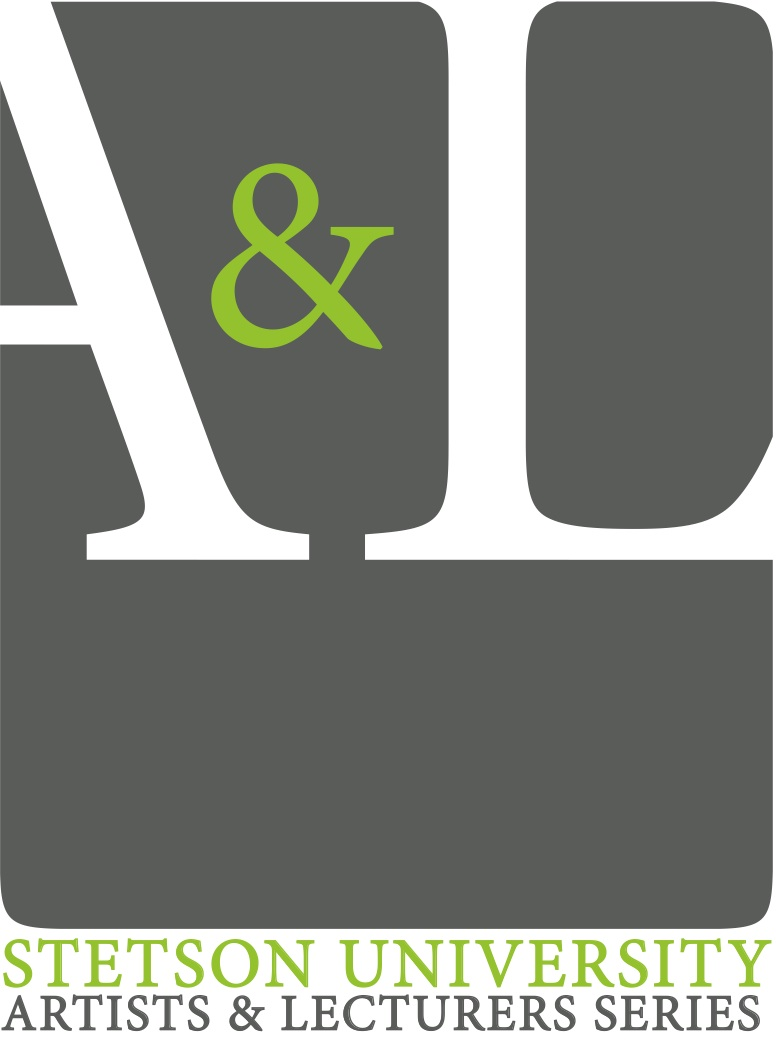 A & L
STETSON UNIVERSITY
ARTISTS & LECTURERS SERIES